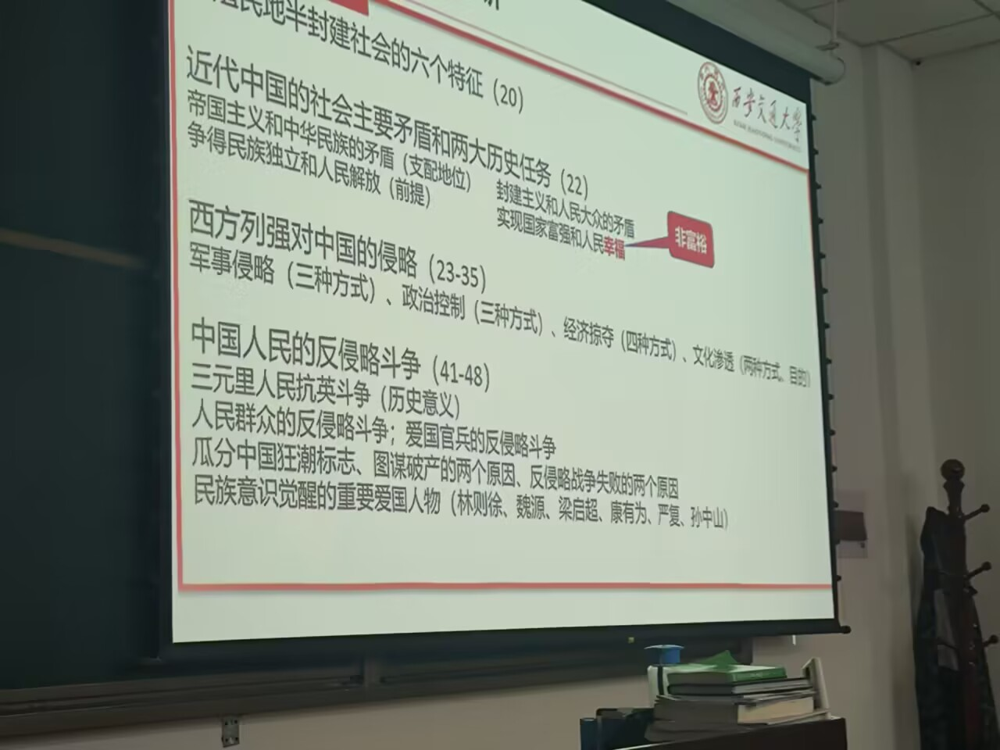 民地半封建社会的六个特征（20）
西安交通大学
XI'AN JIAOTONG UNIVERSITY
近代中国的社会主要矛盾和两大历史任务（22）
帝国主义和中华民族的矛盾（支配地位） 封建主义和人民大众的矛盾
争得民族独立和人民解放（前提） 实现国家富强和人民幸福
非富裕
西方列强对中国的侵略（23-35）
军事侵略（三种方式）、政治控制（三种方式）、经济掠夺（四种方式）、文化渗透（两种方式、目的）
中国人民的反侵略斗争（41-48）
三元里人民抗英斗争（历史意义）
人民群众的反侵略斗争；爱国官兵的反侵略斗争
瓜分中国狂潮标志、图谋破产的两个原因、反侵略战争失败的两个原因
民族意识觉醒的重要爱国人物（林则徐、魏源、梁启超、康有为、严复、孙中山）